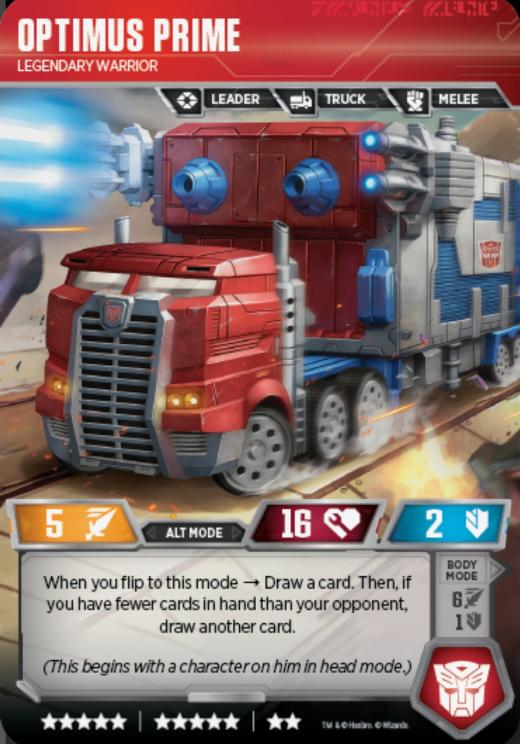 OPTIMUS PRIME
LEGENDARY WARRIOR
LEADER
TRUCK
MELEE
5
ALT MODE
16
2
When you flip to this mode → Draw a card. Then, if
you have fewer cards in hand than your opponent,
draw another card.
(This begins with a character on him in head mode.)
BODY
MODE
6
1
★★★★★ | ★★★★★ | ★★
TM & © Hasbro. © Wizards.